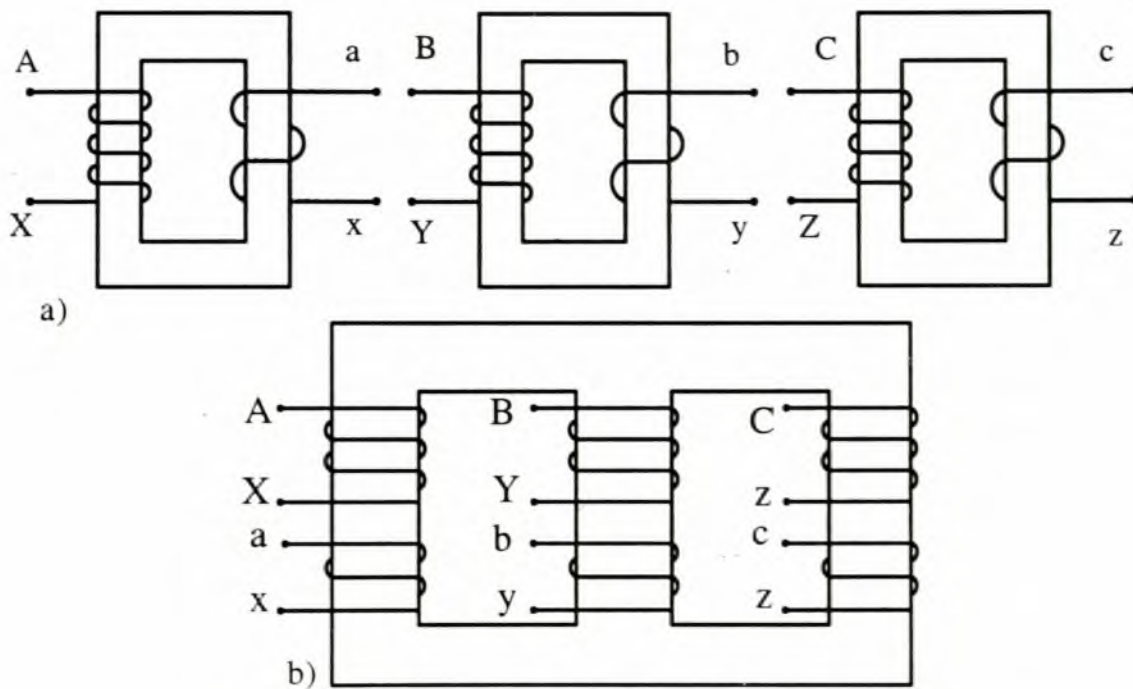 A a B b C c
X x Y y Z z
a)
A B C
X Y z
a b c
x y z
b)